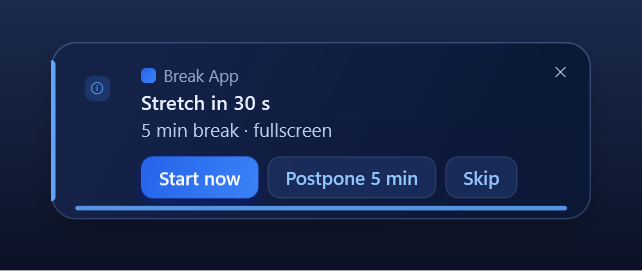 Break App
Stretch in 30 s
5 min break · fullscreen
Start now
Postpone 5 min
Skip